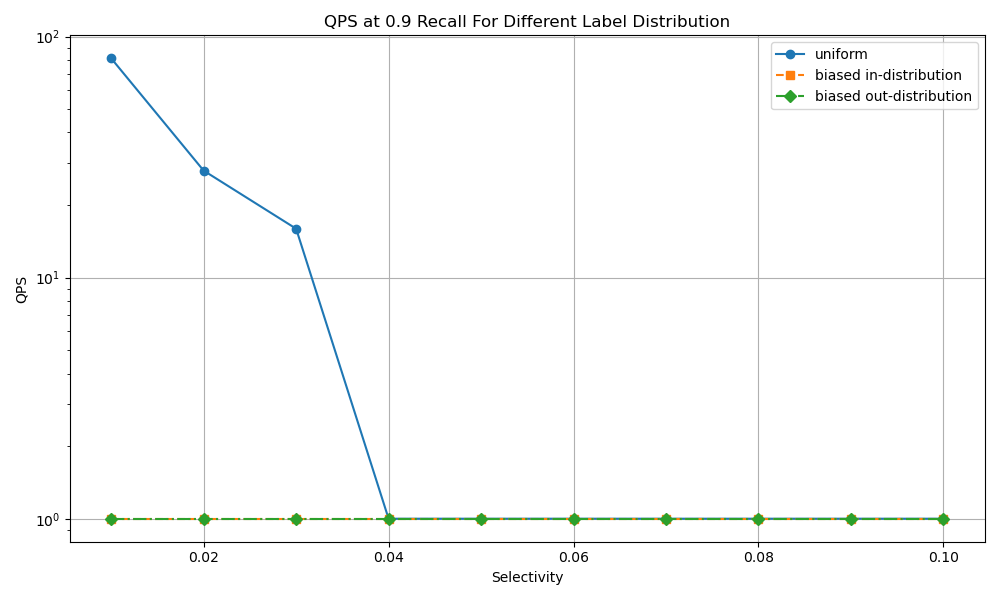 QPS at 0.9 Recall For Different Label Distribution
uniform
biased in-distribution
biased out-distribution
QPS
10²
10¹
10⁰
0.02 0.04 0.06 0.08 0.10
Selectivity